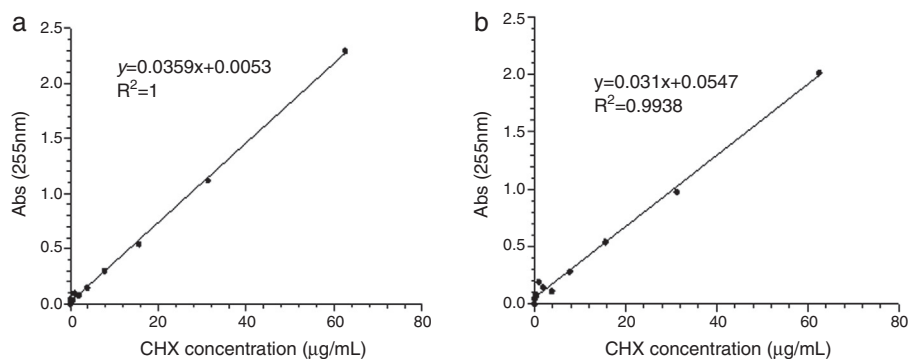 a
y=0.0359x+0.0053
R²=1
2.5
2.0
1.5
1.0
0.5
0.0
0
20
40
60
80
Abs (255nm)
CHX concentration (μg/mL)
b
y=0.031x+0.0547
R²=0.9938
2.5
2.0
1.5
1.0
0.5
0.0
0
20
40
60
80
Abs (255nm)
CHX concentration (μg/mL)